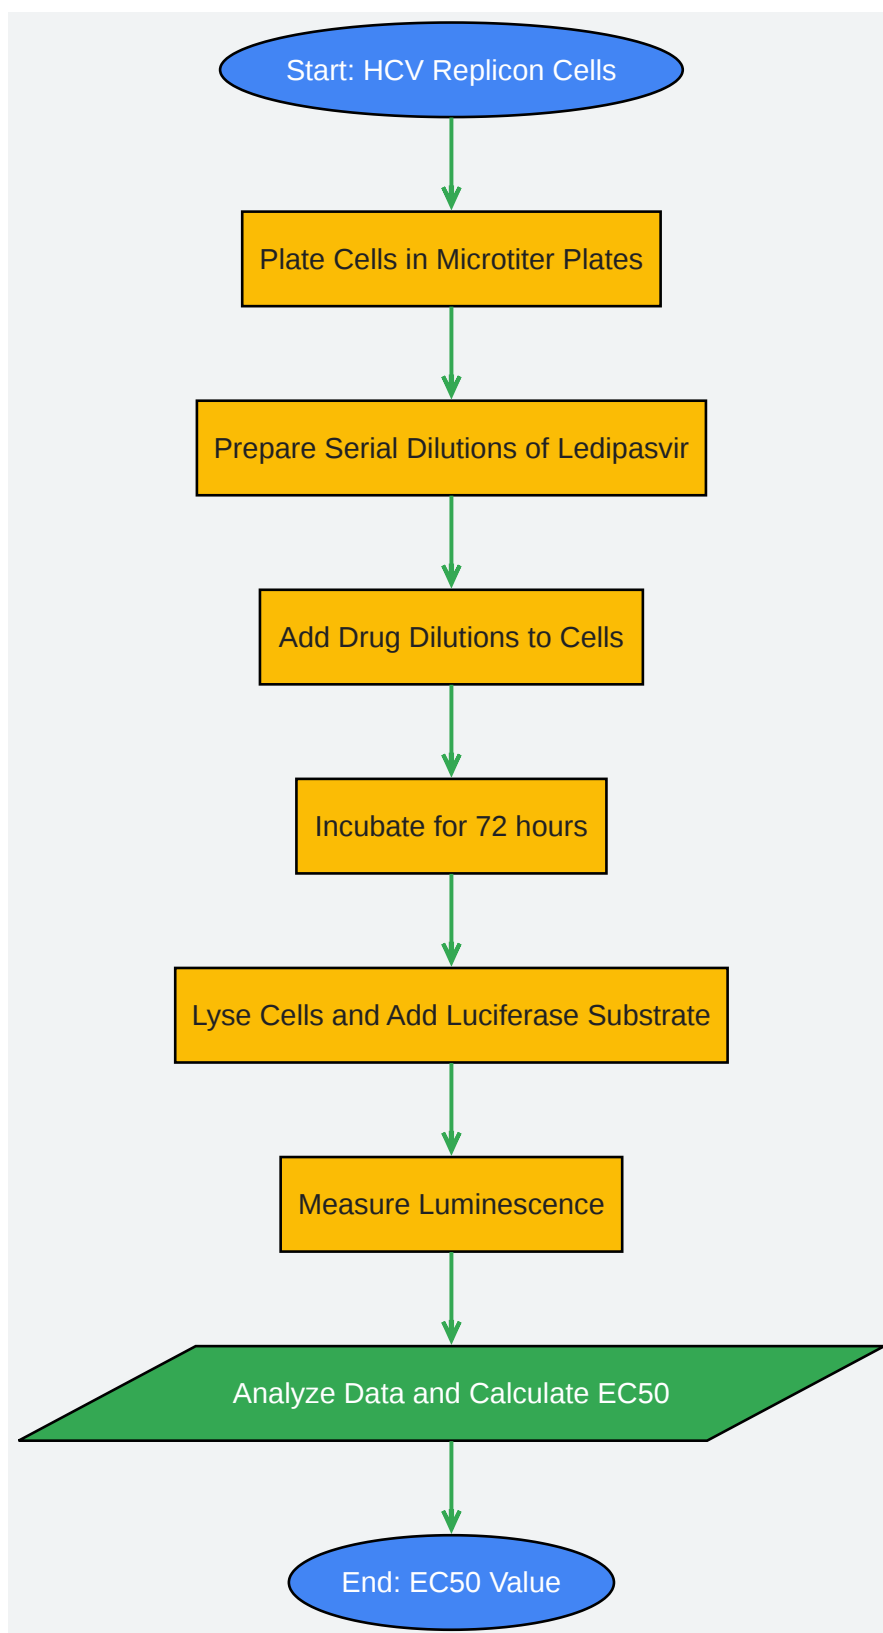 Start: HCV Replicon Cells
Plate Cells in Microtiter Plates
Prepare Serial Dilutions of Ledipasvir
Add Drug Dilutions to Cells
Incubate for 72 hours
Lyse Cells and Add Luciferase Substrate
Measure Luminescence
Analyze Data and Calculate EC50
End: EC50 Value